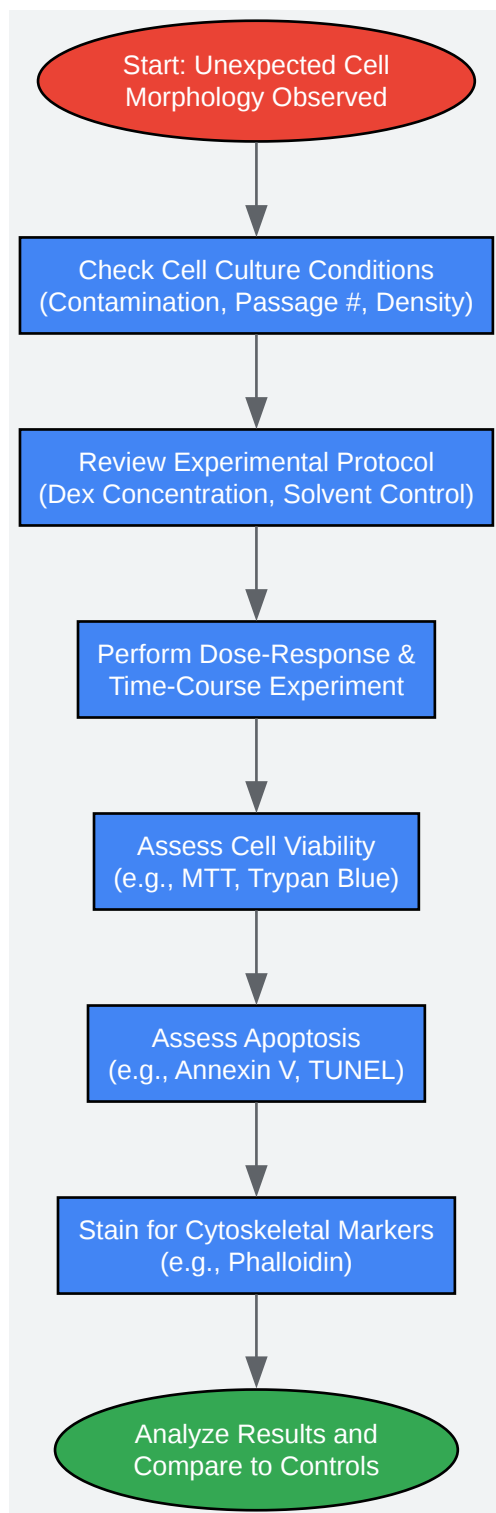 Start: Unexpected Cell
Morphology Observed
Check Cell Culture Conditions
(Contamination, Passage #, Density)
Review Experimental Protocol
(Dex Concentration, Solvent Control)
Perform Dose-Response &
Time-Course Experiment
Assess Cell Viability
(e.g., MTT, Trypan Blue)
Assess Apoptosis
(e.g., Annexin V, TUNEL)
Stain for Cytoskeletal Markers
(e.g., Phalloidin)
Analyze Results and
Compare to Controls